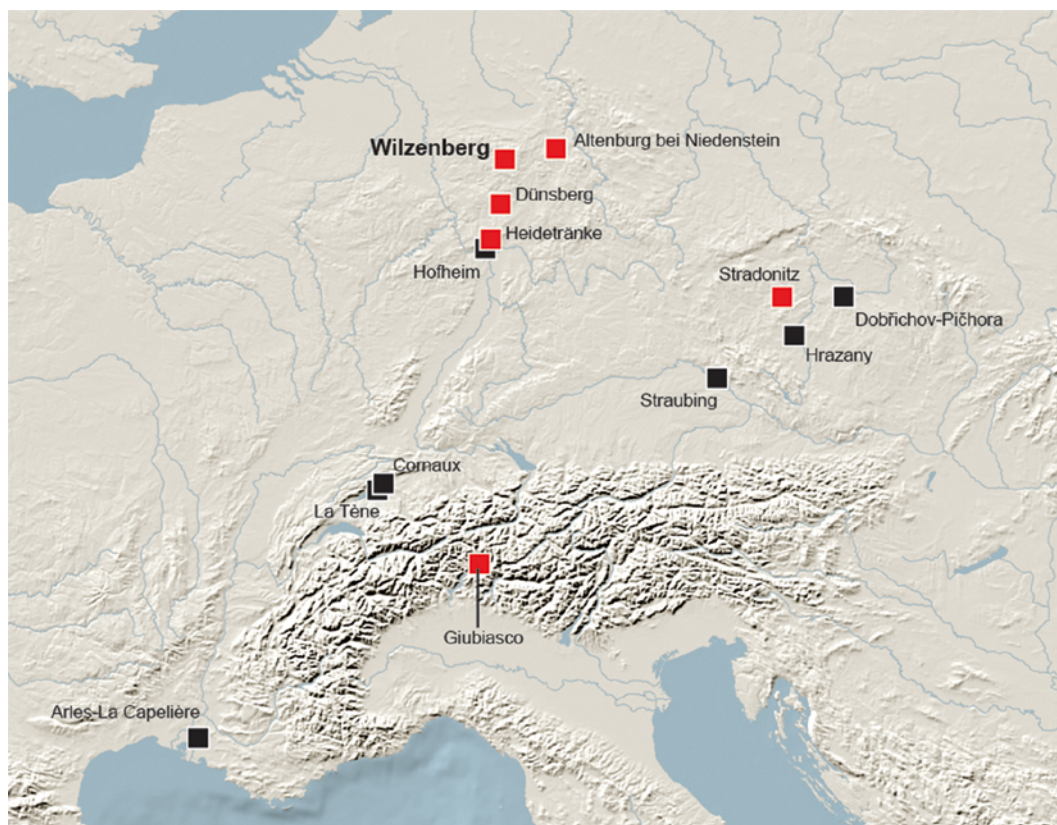 Wilzenberg
Altenburg bei Niedenstein
Dünsberg
Heidetränke
Hofheim
Stradonitz
Dobřichov-Pičhora
Hrazany
Straubing
Cornaux
La Tène
Giubiasco
Arles-La Capelière